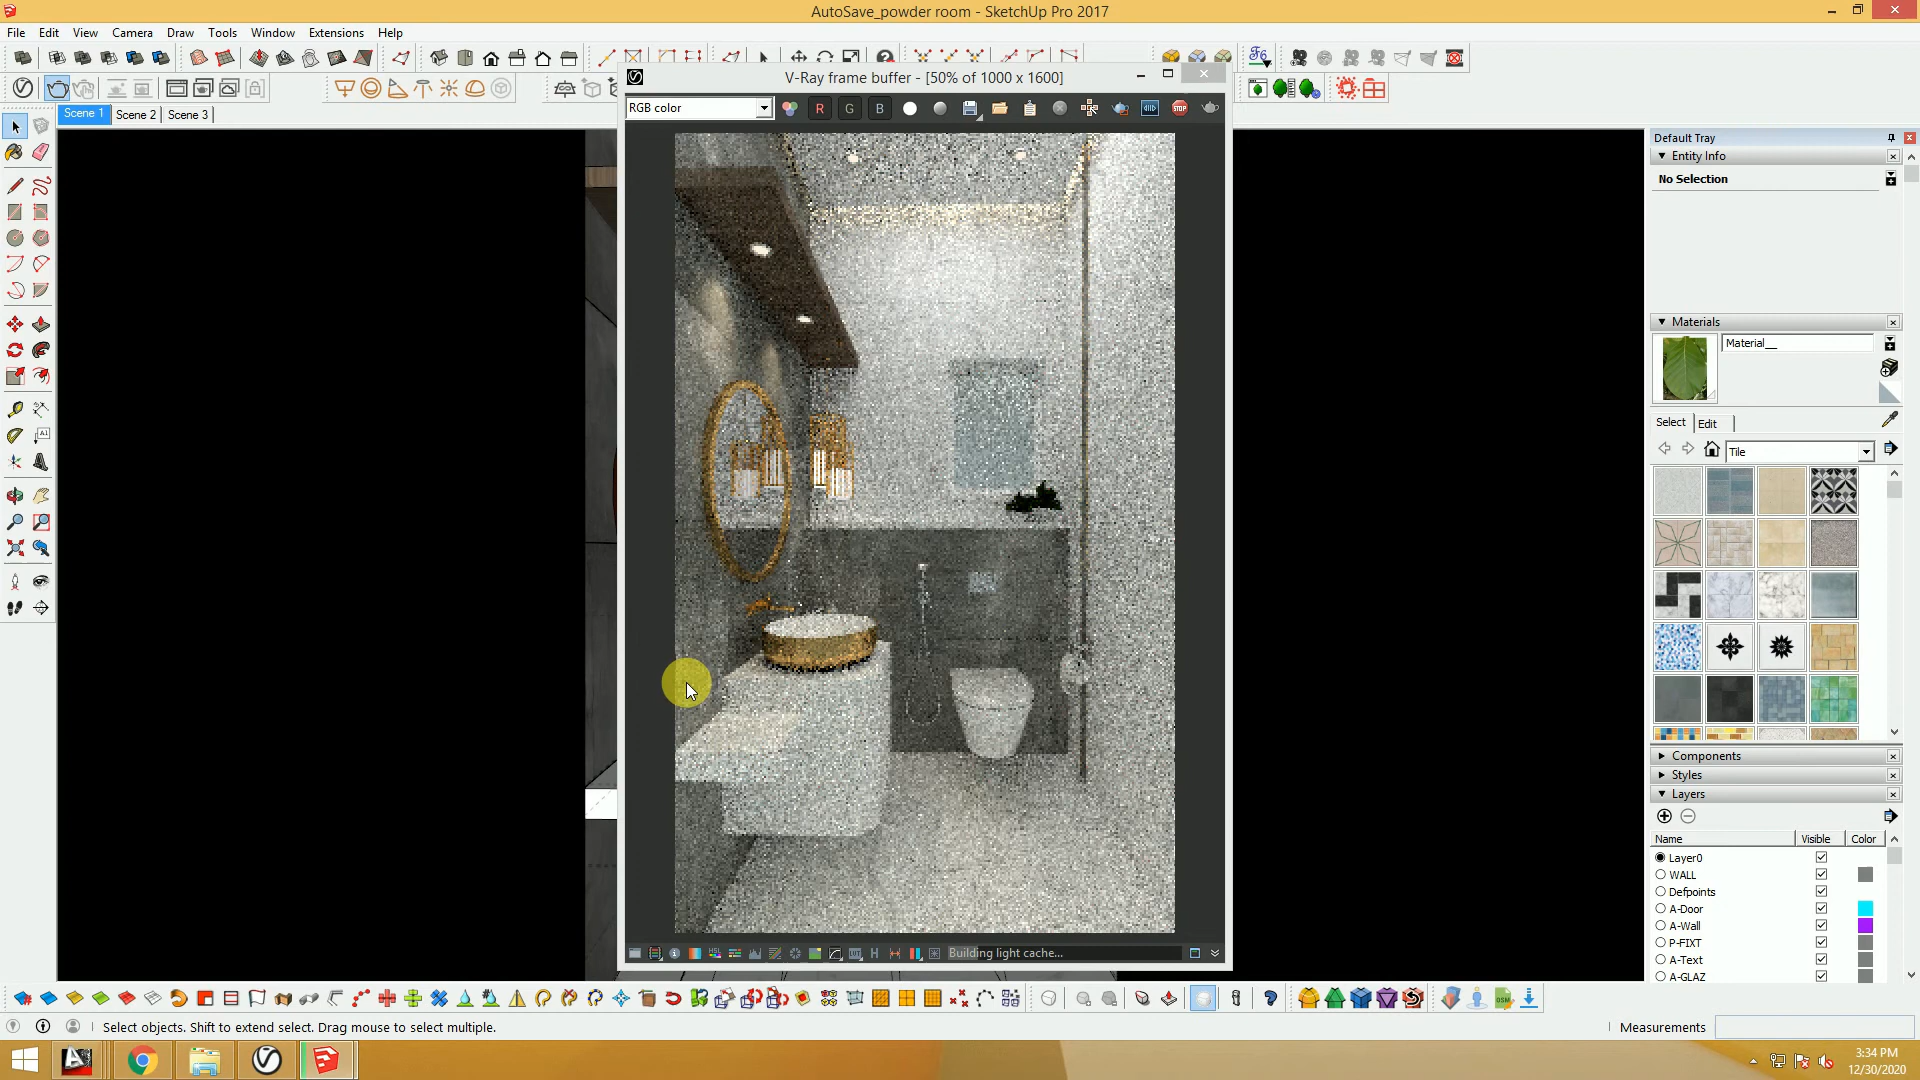 AutoSave_powder room - SketchUp Pro 2017
File Edit View Camera Draw Tools Window Extensions Help
V-Ray frame buffer - [50% of 1000 x 1600]
RGB color
R G B
STOP
Scene 1 Scene 2 Scene 3
Default Tray
Entity Info
No Selection
Materials
Material__
Select Edit
Tile
Components
Styles
Layers
Name Visible Color
Layer0
WALL
Defpoints
A-Door
A-Wall
P-FIXT
A-Text
A-GLAZ
Building light cache...
Select objects. Shift to extend select. Drag mouse to select multiple.
Measurements
3:34 PM
12/30/2020